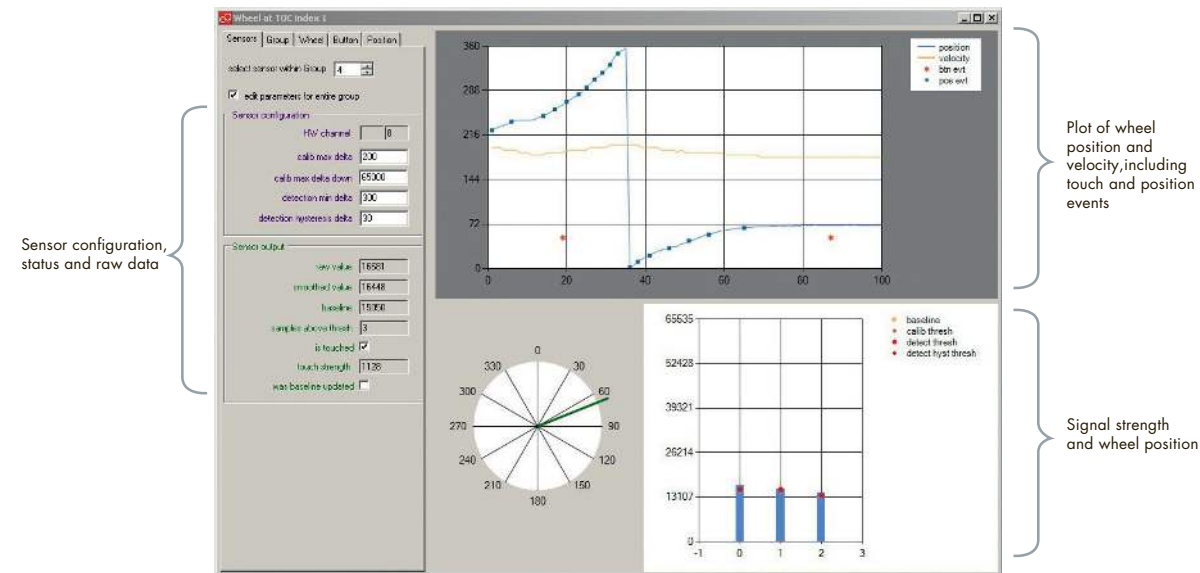 Wheel at TOC Index 1
Sensors Group Wheel Button Position
select sensor within Group 4
edit parameters for entire group
Sensor configuration
HW channel 8
calib max delta 200
calib max delta down 65000
detection min delta 300
detection hysteresis delta 30
Sensor output
raw value 16581
smoothed value 16448
baseline
samples above thresh 3
is touched
touch strength 1128
was baseline updated
Sensor configuration,
status and raw data
360
288
216
144
72
0
0 20 40 60 80 100
position
velocity
btn evt
pos evt
Plot of wheel
position and
velocity,including
touch and position
events
0
30
60
90
120
150
180
210
240
270
300
330
65535
52428
39321
26214
13107
0
-1 0 1 2 3
baseline
calib thresh
detect thresh
detect hyst thresh
Signal strength
and wheel position